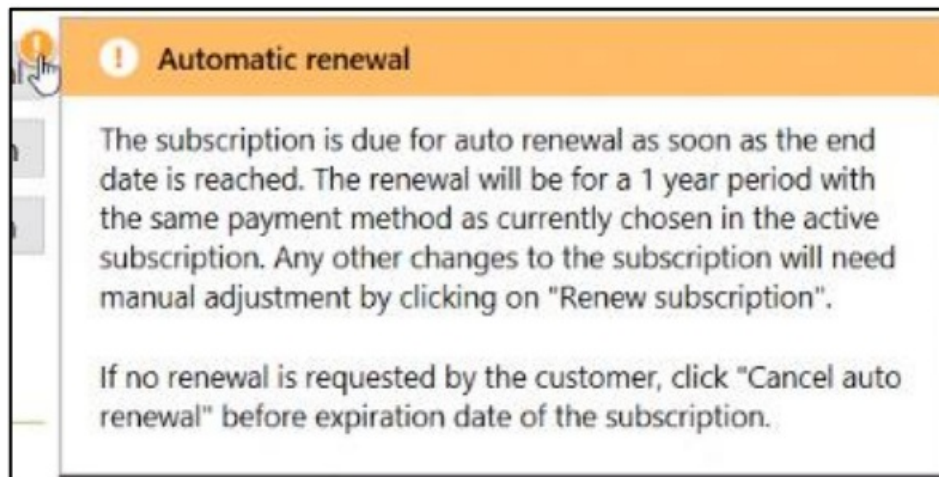 Automatic renewal
The subscription is due for auto renewal as soon as the end
date is reached. The renewal will be for a 1 year period with
the same payment method as currently chosen in the active
subscription. Any other changes to the subscription will need
manual adjustment by clicking on "Renew subscription".
If no renewal is requested by the customer, click "Cancel auto
renewal" before expiration date of the subscription.